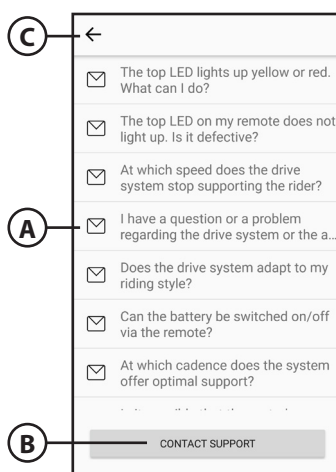 C
The top LED lights up yellow or red.
What can I do?
The top LED on my remote does not
light up. Is it defective?
At which speed does the drive
system stop supporting the rider?
A
I have a question or a problem
regarding the drive system or the a...
Does the drive system adapt to my
riding style?
Can the battery be switched on/off
via the remote?
At which cadence does the system
offer optimal support?
B
CONTACT SUPPORT